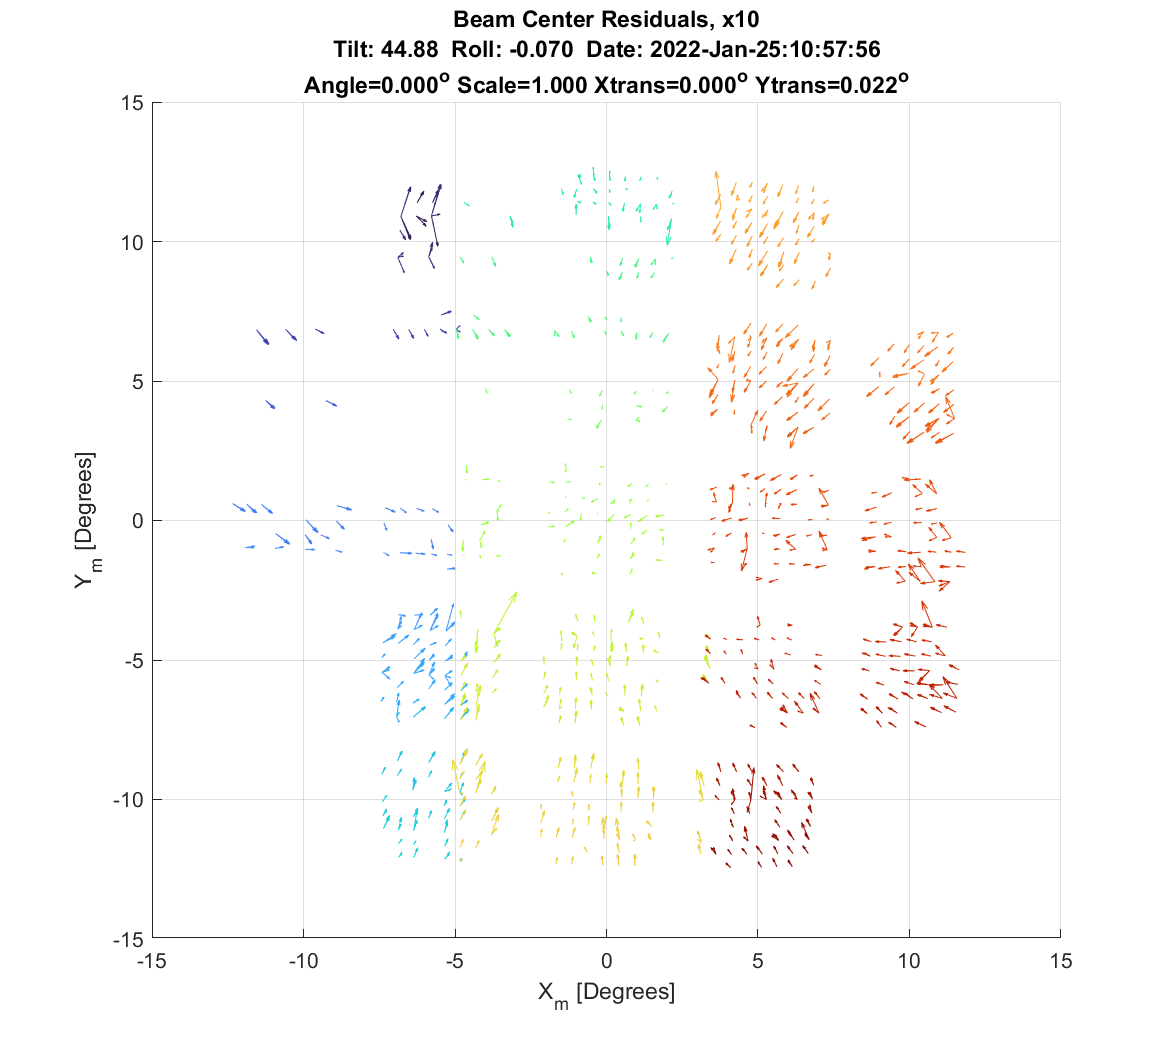 Beam Center Residuals, x10
Tilt: 44.88  Roll: -0.070  Date: 2022-Jan-25:10:57:56
Angle=0.000° Scale=1.000 Xtrans=0.000° Ytrans=0.022°
15
10
5
0
-5
-10
-15
Yₘ [Degrees]
-15 -10 -5 0 5 10 15
Xₘ [Degrees]